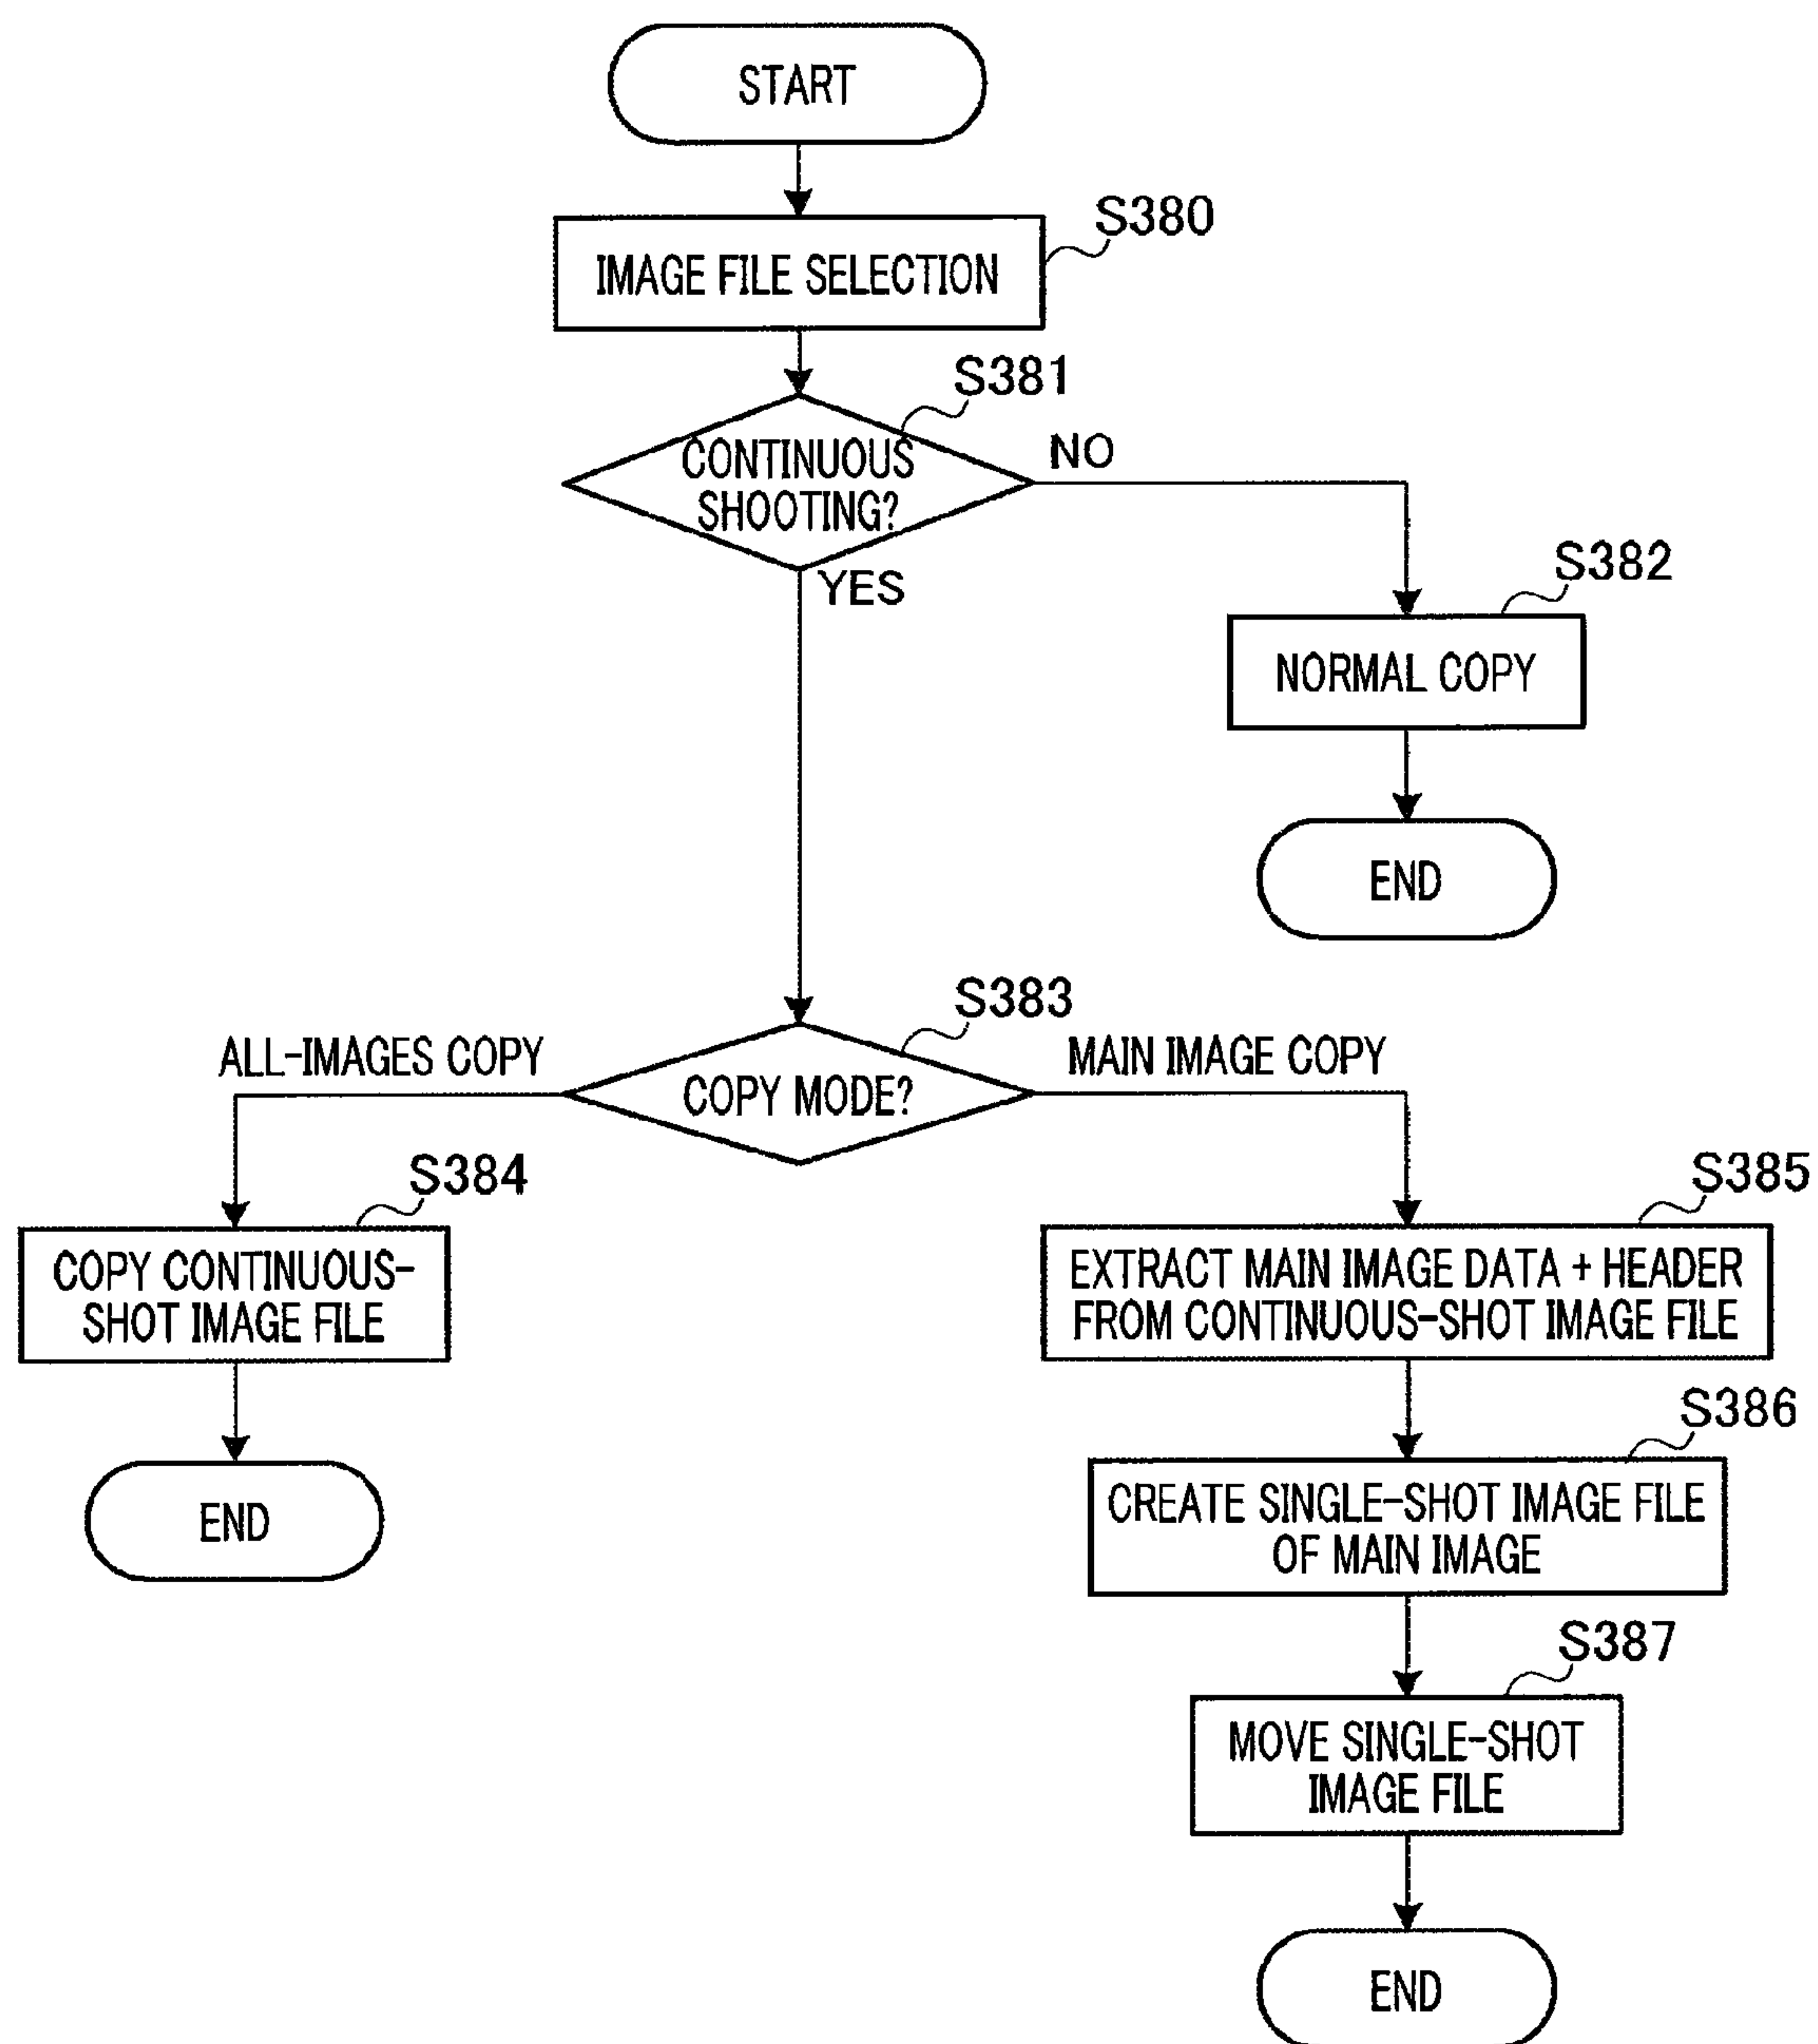 START
S380
IMAGE FILE SELECTION
S381
CONTINUOUS
SHOOTING?
NO
YES
S382
NORMAL COPY
END
S383
ALL-IMAGES COPY
COPY MODE?
MAIN IMAGE COPY
S384
COPY CONTINUOUS-
SHOT IMAGE FILE
END
S385
EXTRACT MAIN IMAGE DATA + HEADER
FROM CONTINUOUS-SHOT IMAGE FILE
S386
CREATE SINGLE-SHOT IMAGE FILE
OF MAIN IMAGE
S387
MOVE SINGLE-SHOT
IMAGE FILE
END